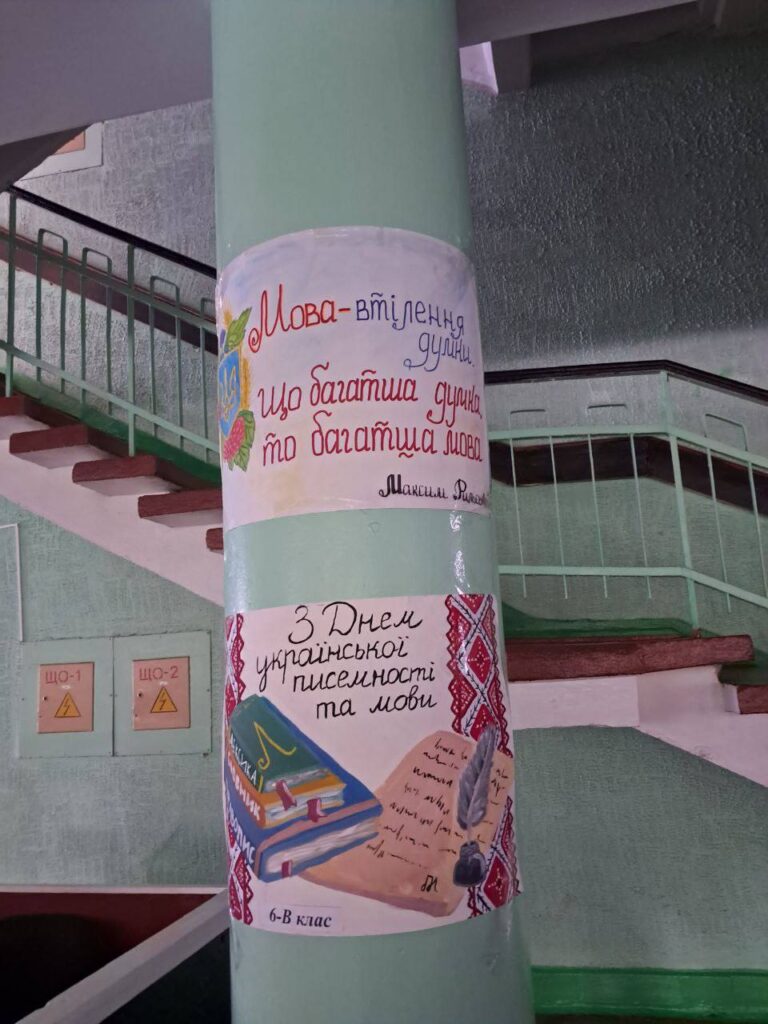 Мова - втілення
думки.
Що багатша думка,
то багатша мова
Максим
З Днем
української
писемності
та мови
Л
6-В клас
ЩО-1
ЩО-2